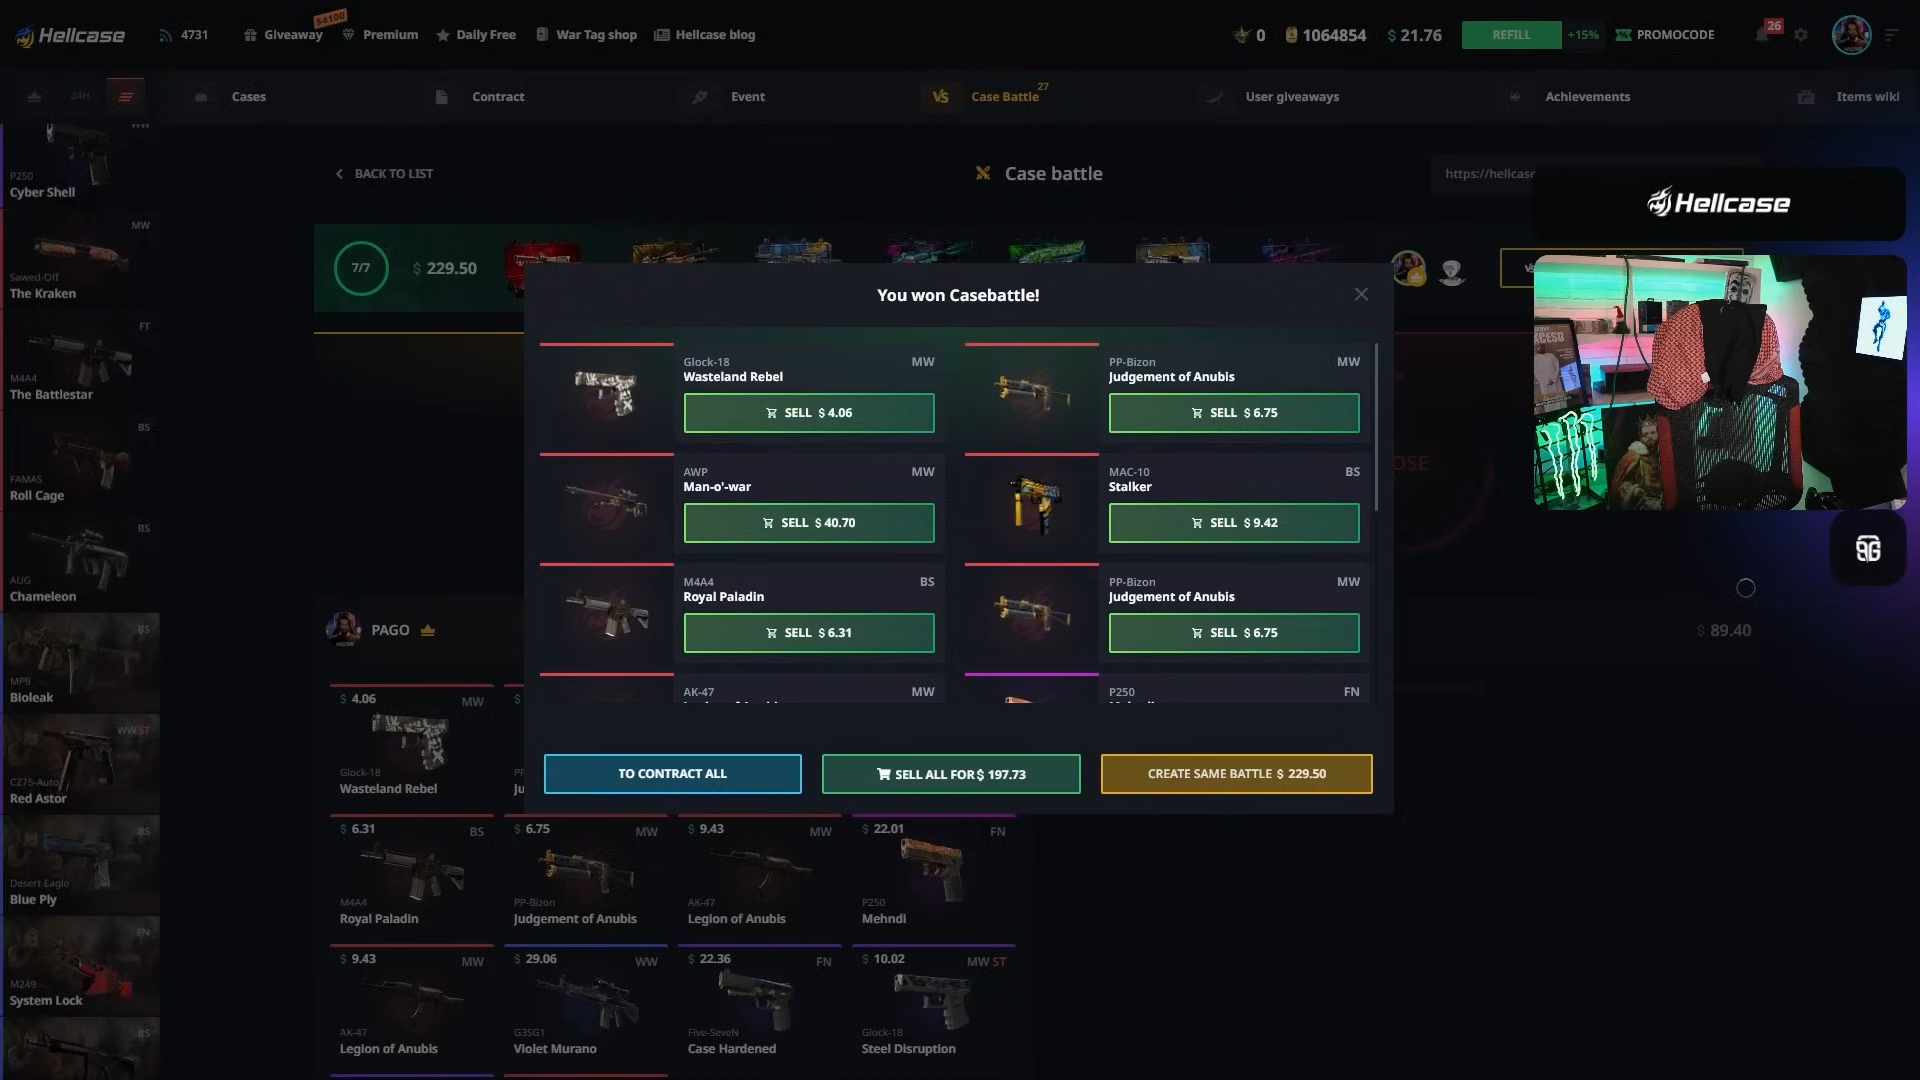 Hellcase
4731
Giveaway
$4100
Premium
Daily Free
War Tag shop
Hellcase blog
0
1064854
$ 21.76
REFILL
+15%
PROMOCODE
26
24H
Cases
Contract
Event
VS
Case Battle
27
User giveaways
Achievements
Items wiki
BACK TO LIST
Case battle
https://hellcase
Hellcase
7/7
$ 229.50
You won Casebattle!
Glock-18 MW
Wasteland Rebel
SELL $ 4.06
PP-Bizon MW
Judgement of Anubis
SELL $ 6.75
AWP MW
Man-o'-war
SELL $ 40.70
MAC-10 BS
Stalker
SELL $ 9.42
M4A4 BS
Royal Paladin
SELL $ 6.31
PP-Bizon MW
Judgement of Anubis
SELL $ 6.75
AK-47 MW
P250 FN
TO CONTRACT ALL
SELL ALL FOR $ 197.73
CREATE SAME BATTLE $ 229.50
WW
P250
Cyber Shell
MW
Sawed-Off
The Kraken
FT
M4A4
The Battlestar
BS
FAMAS
Roll Cage
BS
AUG
Chameleon
BS
MP9
Bioleak
WW ST
CZ75-Auto
Red Astor
BS
Desert Eagle
Blue Ply
FN
M249
System Lock
BS
PAGO
$ 89.40
$ 4.06 MW
Glock-18
Wasteland Rebel
$ 6.31 BS
M4A4
Royal Paladin
$ 6.75 MW
PP-Bizon
Judgement of Anubis
$ 9.43 MW
AK-47
Legion of Anubis
$ 22.01 FN
P250
Mehndi
$ 9.43 MW
AK-47
Legion of Anubis
$ 29.06 WW
G3SG1
Violet Murano
$ 22.36 FN
Five-SeveN
Case Hardened
$ 10.02 MW ST
Glock-18
Steel Disruption